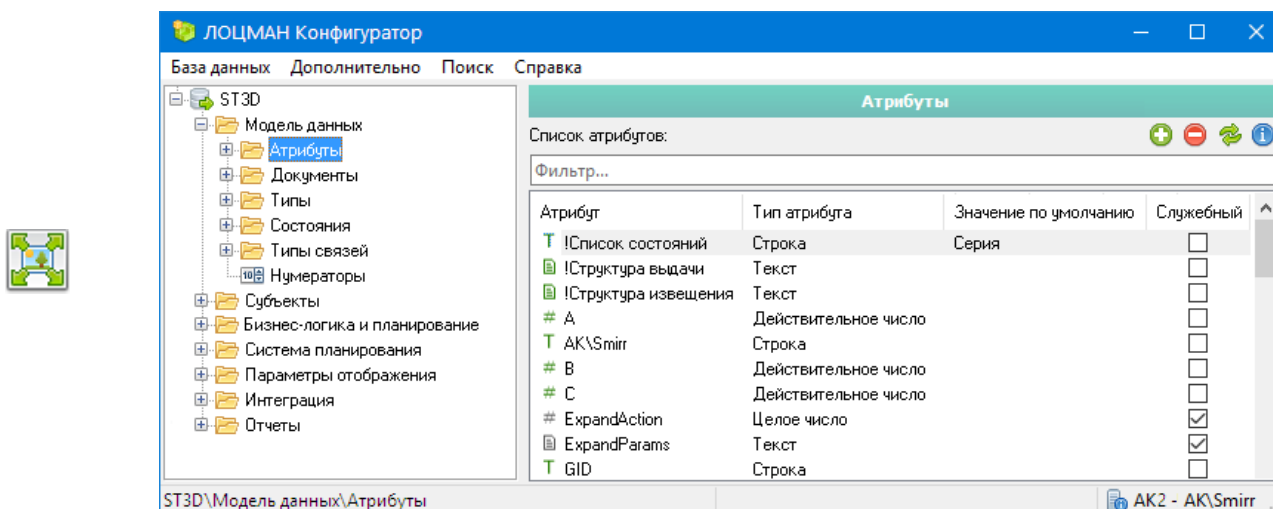 ЛОЦМАН Конфигуратор
База данных Дополнительно Поиск Справка
ST3D
Модель данных
Атрибуты
Документы
Типы
Состояния
Типы связей
Нумераторы
Субъекты
Бизнес-логика и планирование
Система планирования
Параметры отображения
Интеграция
Отчеты
Атрибуты
Список атрибутов:
Фильтр...
Атрибут Тип атрибута Значение по умолчанию Служебный
!Список состояний Строка Серия
!Структура выдачи Текст
!Структура извещения Текст
A Действительное число
AK\Smirr Строка
B Действительное число
C Действительное число
ExpandAction Целое число
ExpandParams Текст
GID Строка
ST3D\Модель данных\Атрибуты
AK2 - AK\Smirr